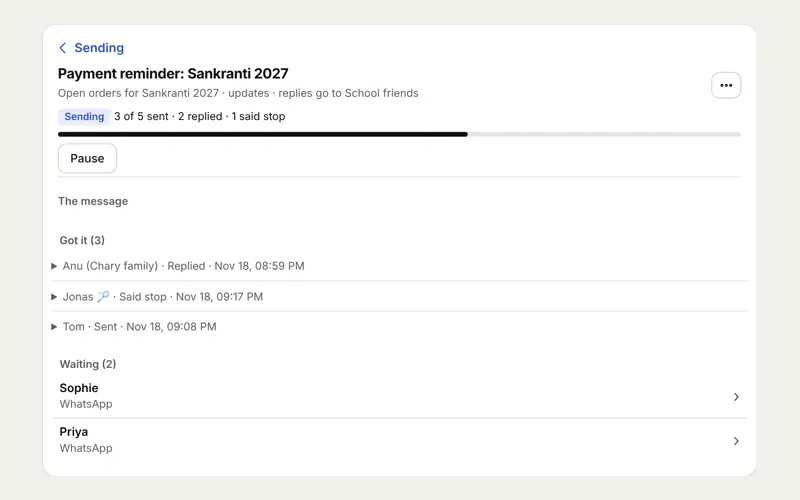 Sending
Payment reminder: Sankranti 2027
Open orders for Sankranti 2027 · updates · replies go to School friends
Sending 3 of 5 sent · 2 replied · 1 said stop
Pause
The message
Got it (3)
Anu (Chary family) · Replied · Nov 18, 08:59 PM
Jonas 🏸 · Said stop · Nov 18, 09:17 PM
Tom · Sent · Nov 18, 09:08 PM
Waiting (2)
Sophie
WhatsApp
Priya
WhatsApp